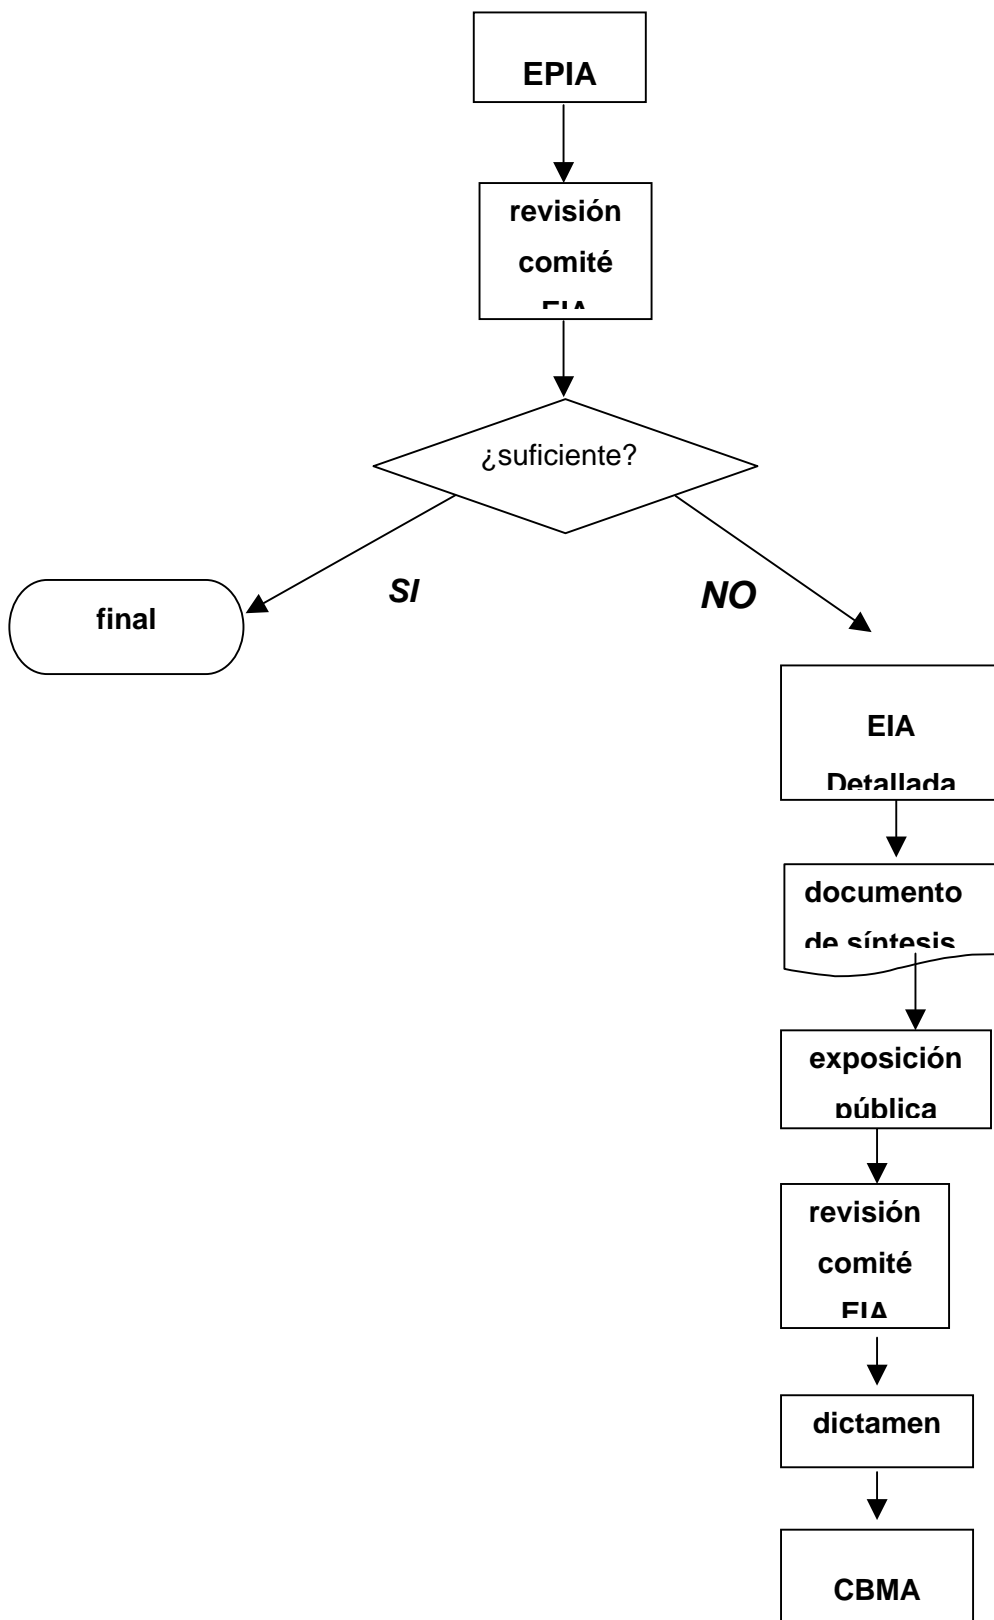 EPIA
revisión
comité
EIA
¿suficiente?
SI
NO
final
EIA
Detallada
documento
de síntesis
exposición
pública
revisión
comité
EIA
dictamen
CBMA